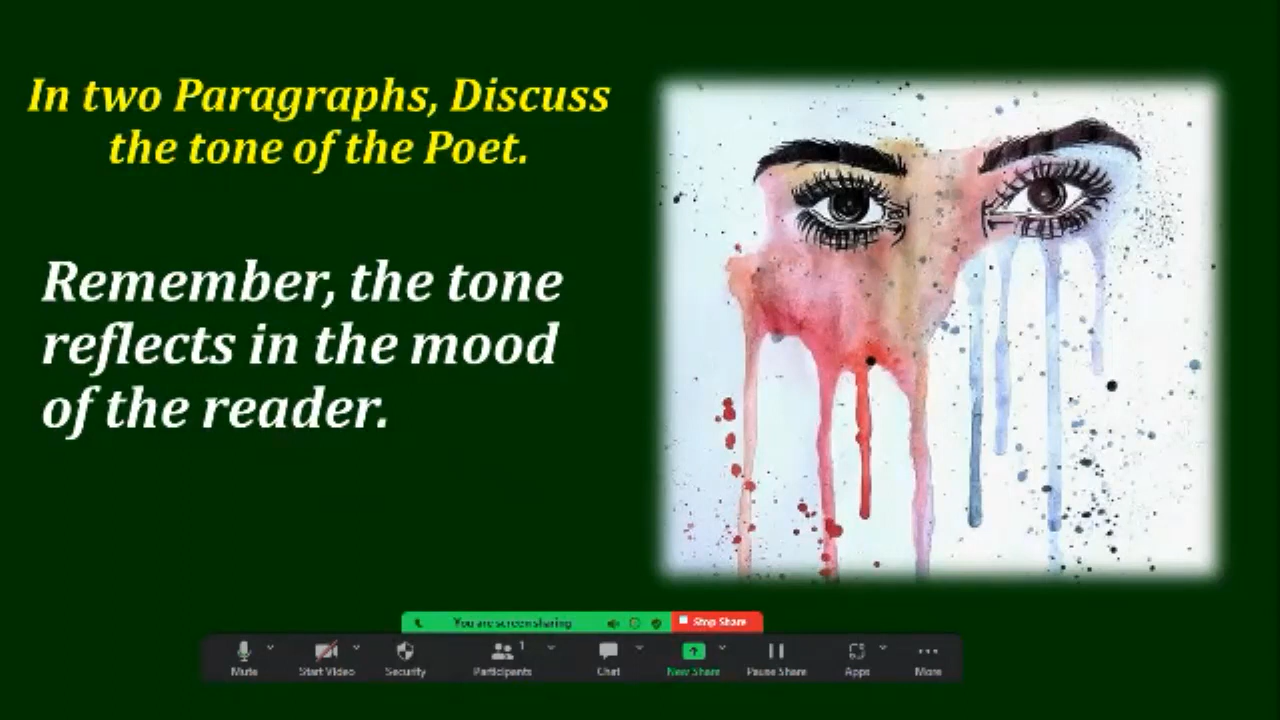 In two Paragraphs, Discuss
the tone of the Poet.
Remember, the tone
reflects in the mood
of the reader.
You are screen sharing
Stop Share
Mute
Start Video
Security
Participants
1
Chat
New Share
Pause Share
Apps
More